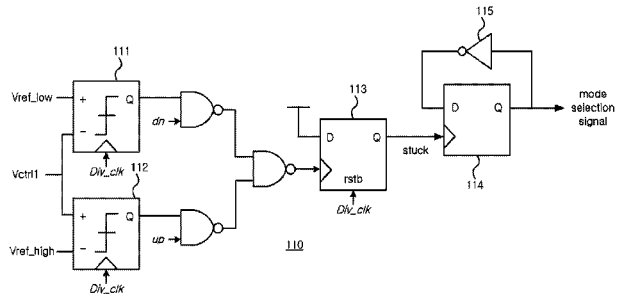 111
Vref_low
+
Q
−
dn
Div_clk
Vctrl1
112
+
Q
Vref_high
−
up
Div_clk
113
D
Q
rstb
Div_clk
stuck
110
115
D
Q
114
mode
selection
signal